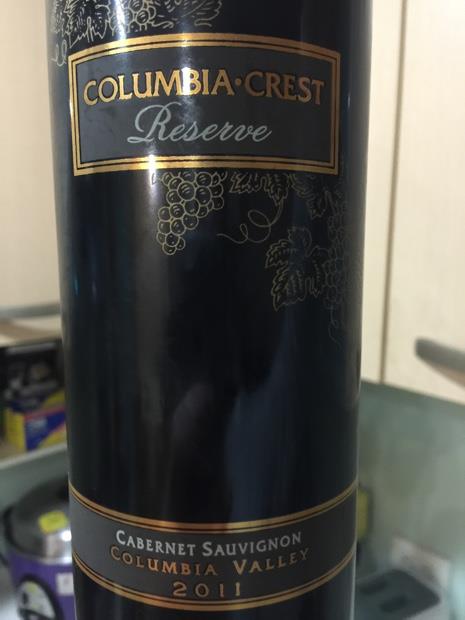 COLUMBIA·CREST
Reserve
CABERNET SAUVIGNON
COLUMBIA VALLEY
2011